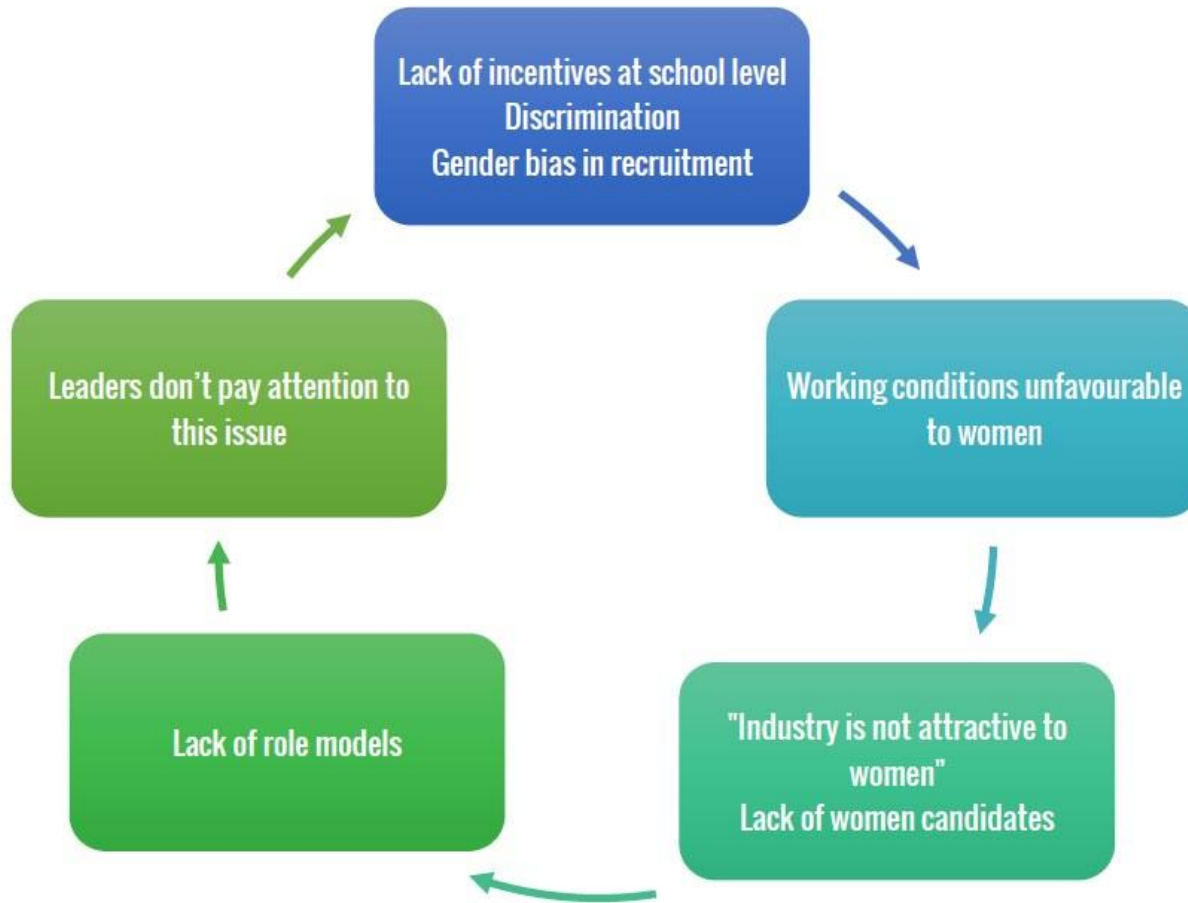 Lack of incentives at school level
Discrimination
Gender bias in recruitment
Working conditions unfavourable
to women
"Industry is not attractive to
women”
Lack of women candidates
Lack of role models
Leaders don’t pay attention to
this issue